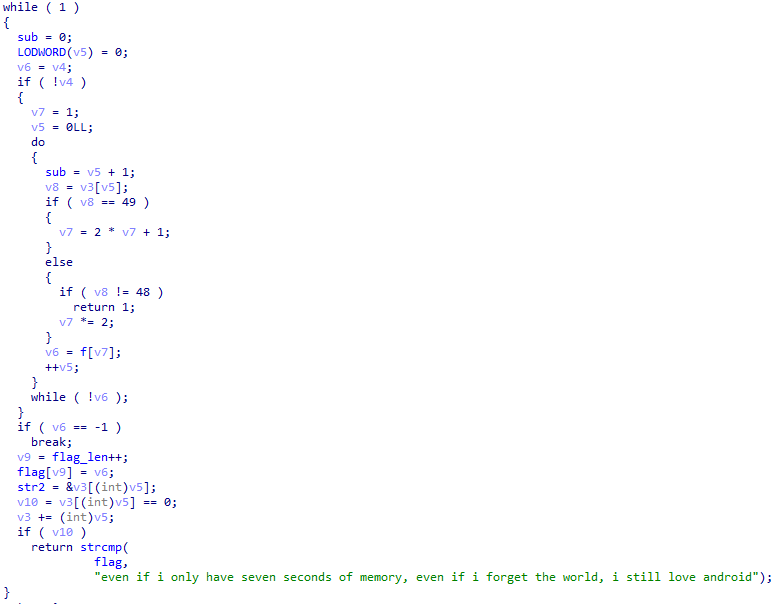 while ( 1 )
{
  sub = 0;
  LODWORD(v5) = 0;
  v6 = v4;
  if ( !v4 )
  {
    v7 = 1;
    v5 = 0LL;
    do
    {
      sub = v5 + 1;
      v8 = v3[v5];
      if ( v8 == 49 )
      {
        v7 = 2 * v7 + 1;
      }
      else
      {
        if ( v8 != 48 )
          return 1;
        v7 *= 2;
      }
      v6 = f[v7];
      ++v5;
    }
    while ( !v6 );
  }
  if ( v6 == -1 )
    break;
  v9 = flag_len++;
  flag[v9] = v6;
  str2 = &v3[(int)v5];
  v10 = v3[(int)v5] == 0;
  v3 += (int)v5;
  if ( v10 )
    return strcmp(
             flag,
             "even if i only have seven seconds of memory, even if i forget the world, i still love android");
}